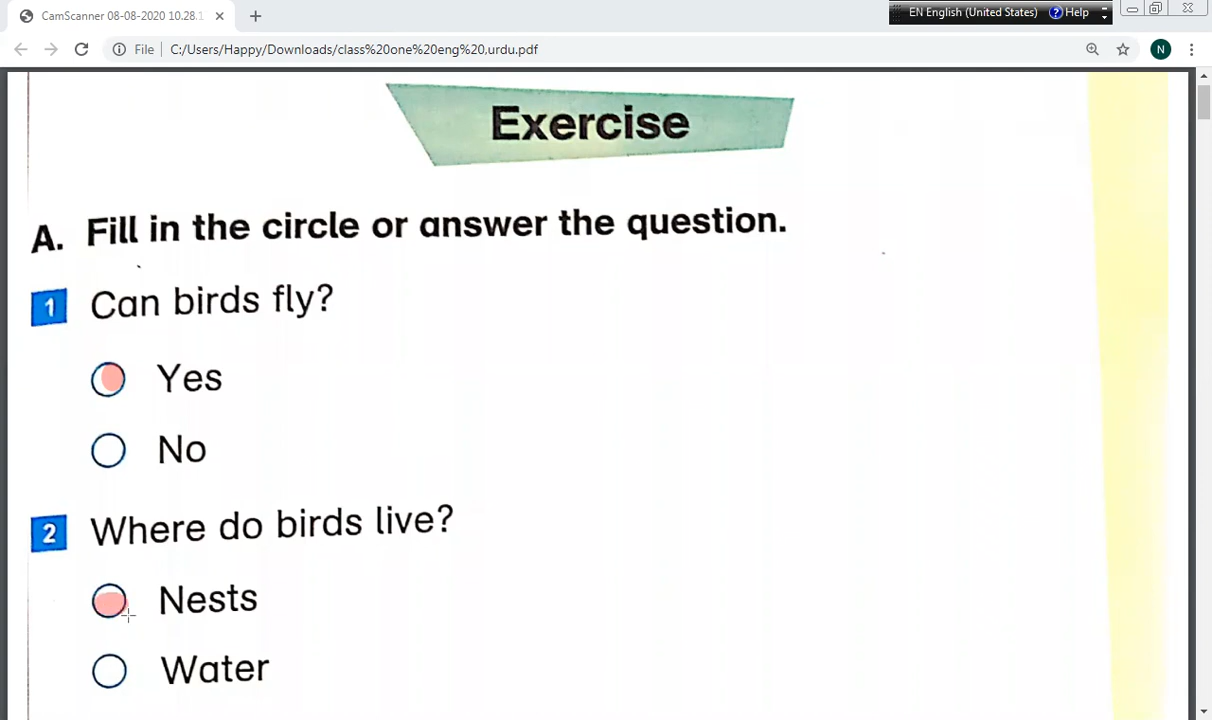 CamScanner 08-08-2020 10.28.1
EN English (United States) Help
File C:/Users/Happy/Downloads/class%20one%20eng%20,urdu.pdf
N
Exercise
A. Fill in the circle or answer the question.
1 Can birds fly?
Yes
No
2 Where do birds live?
Nests
Water